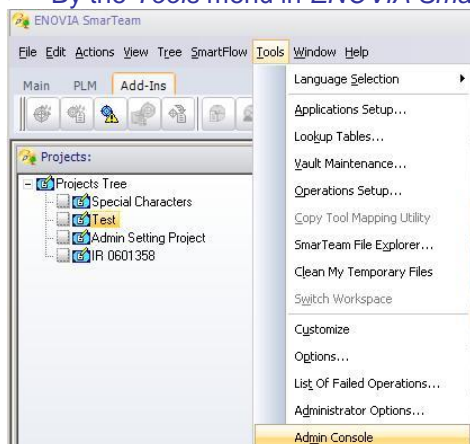 By the Tools menu in ENOVIA Sma
ENOVIA SmarTeam
File Edit Actions View Tree SmartFlow Tools Window Help
Main PLM Add-Ins
Projects:
Projects Tree
Special Characters
Test
Admin Setting Project
IR 0601358
Language Selection
Applications Setup...
Lookup Tables...
Vault Maintenance...
Operations Setup...
Copy Tool Mapping Utility
SmarTeam File Explorer...
Clean My Temporary Files
Switch Workspace
Customize
Options...
List Of Failed Operations...
Administrator Options...
Admin Console